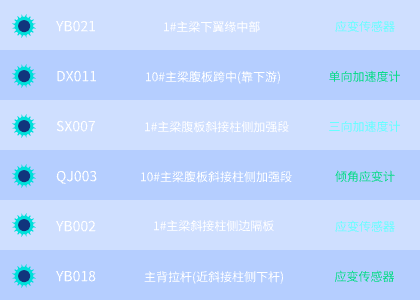 YB021 1#主梁下翼缘中部 应变传感器
DX011 10#主梁腹板跨中(靠下游) 单向加速度计
SX007 1#主梁腹板斜接柱侧加强段 三向加速度计
QJ003 10#主梁腹板斜接柱侧加强段 倾角应变计
YB002 1#主梁斜接柱侧边隔板 应变传感器
YB018 主背拉杆(近斜接柱侧下杆) 应变传感器